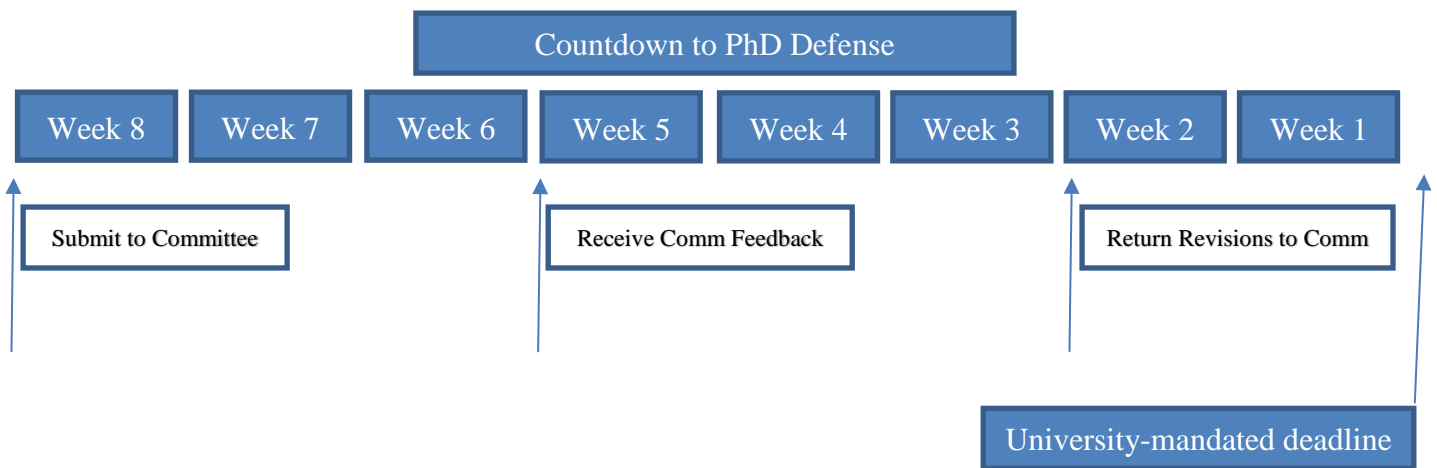 Countdown to PhD Defense
Week 8
Week 7
Week 6
Week 5
Week 4
Week 3
Week 2
Week 1
Submit to Committee
Receive Comm Feedback
Return Revisions to Comm
University-mandated deadline